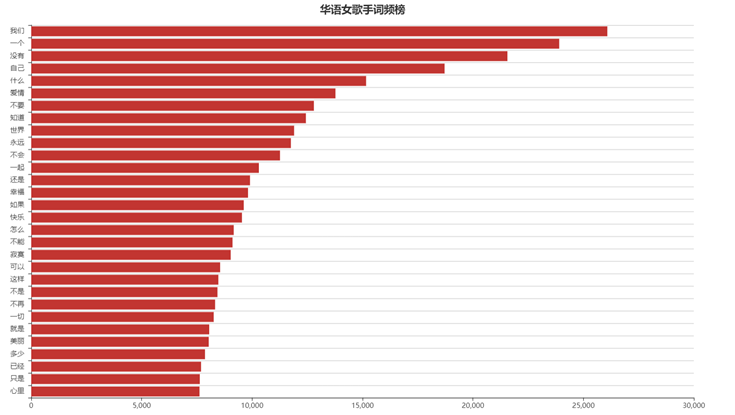 华语女歌手词频榜
我们
一个
没有
自己
什么
爱情
不要
知道
世界
永远
不会
一起
还是
幸福
如果
快乐
怎么
不能
寂寞
可以
这样
不是
不再
一切
就是
美丽
多少
已经
只是
心里
0 5,000 10,000 15,000 20,000 25,000 30,000